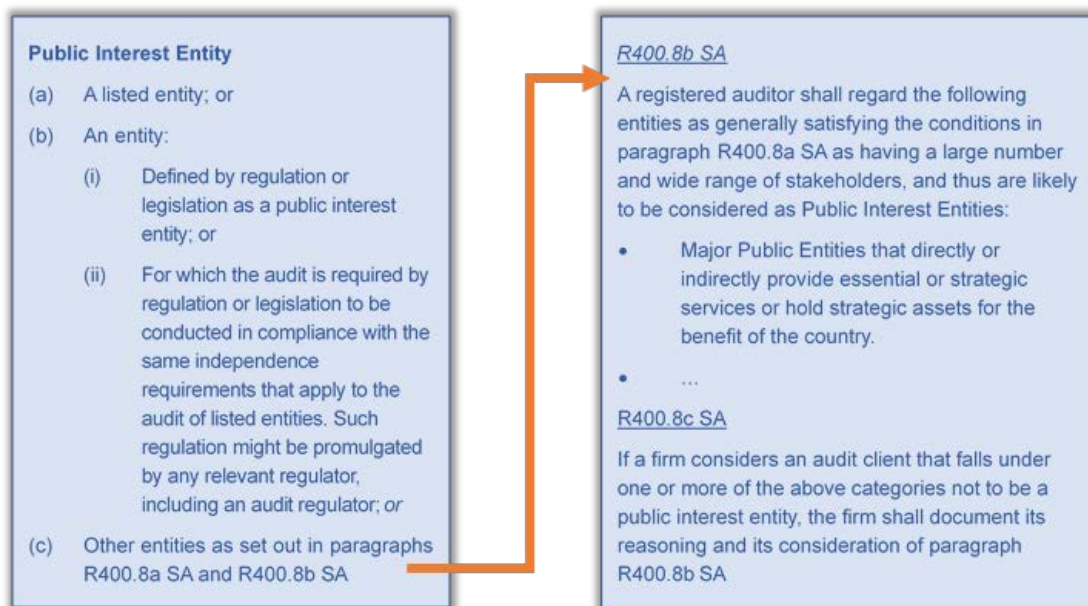 Public Interest Entity
(a) A listed entity; or
(b) An entity:
(i) Defined by regulation or
legislation as a public interest
entity; or
(ii) For which the audit is required by
regulation or legislation to be
conducted in compliance with the
same independence
requirements that apply to the
audit of listed entities. Such
regulation might be promulgated
by any relevant regulator,
including an audit regulator; or
(c) Other entities as set out in paragraphs
R400.8a SA and R400.8b SA
R400.8b SA
A registered auditor shall regard the following
entities as generally satisfying the conditions in
paragraph R400.8a SA as having a large number
and wide range of stakeholders, and thus are likely
to be considered as Public Interest Entities:
• Major Public Entities that directly or
indirectly provide essential or strategic
services or hold strategic assets for the
benefit of the country.
• ...
R400.8c SA
If a firm considers an audit client that falls under
one or more of the above categories not to be a
public interest entity, the firm shall document its
reasoning and its consideration of paragraph
R400.8b SA